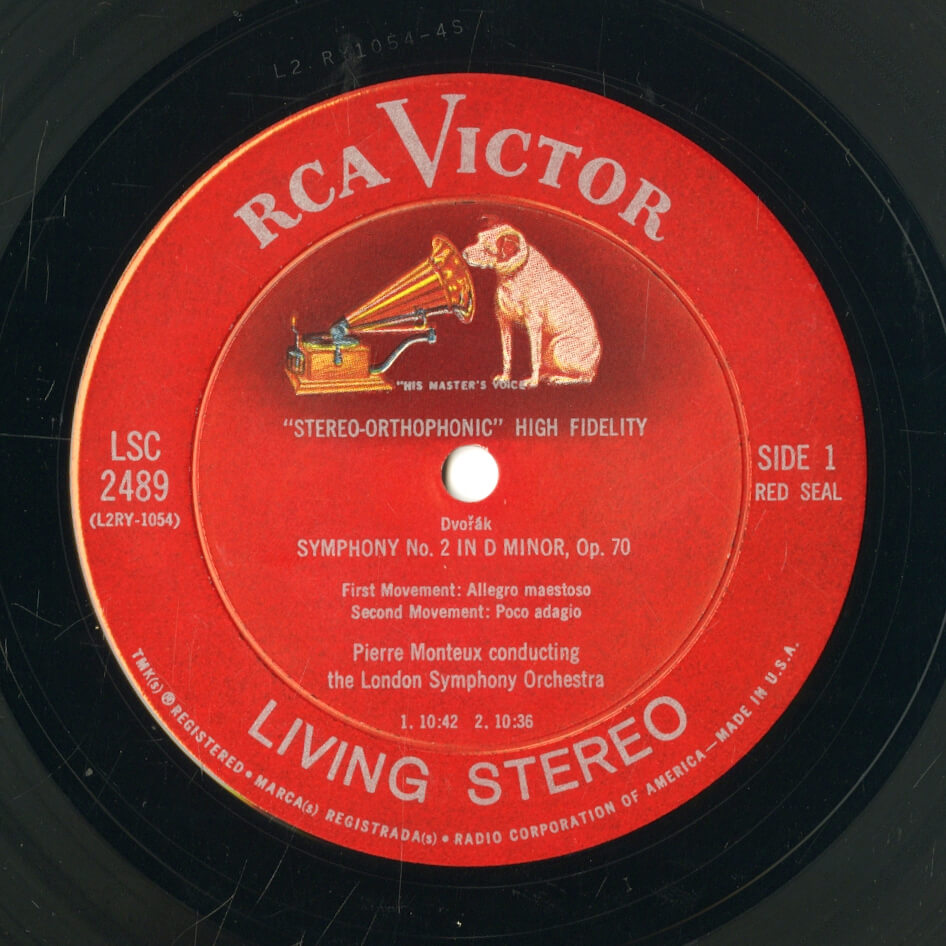 L2 RY 1054-4S
RCA VICTOR
"HIS MASTER'S VOICE"
"STEREO-ORTHOPHONIC" HIGH FIDELITY
LSC
2489
(L2RY-1054)
SIDE 1
RED SEAL
Dvořák
SYMPHONY No. 2 IN D MINOR, Op. 70
First Movement: Allegro maestoso
Second Movement: Poco adagio
Pierre Monteux conducting
the London Symphony Orchestra
1. 10:42 2. 10:36
LIVING STEREO
TMK(s) ® REGISTERED • MARCA(s) REGISTRADA(s) • RADIO CORPORATION OF AMERICA—MADE IN U.S.A.